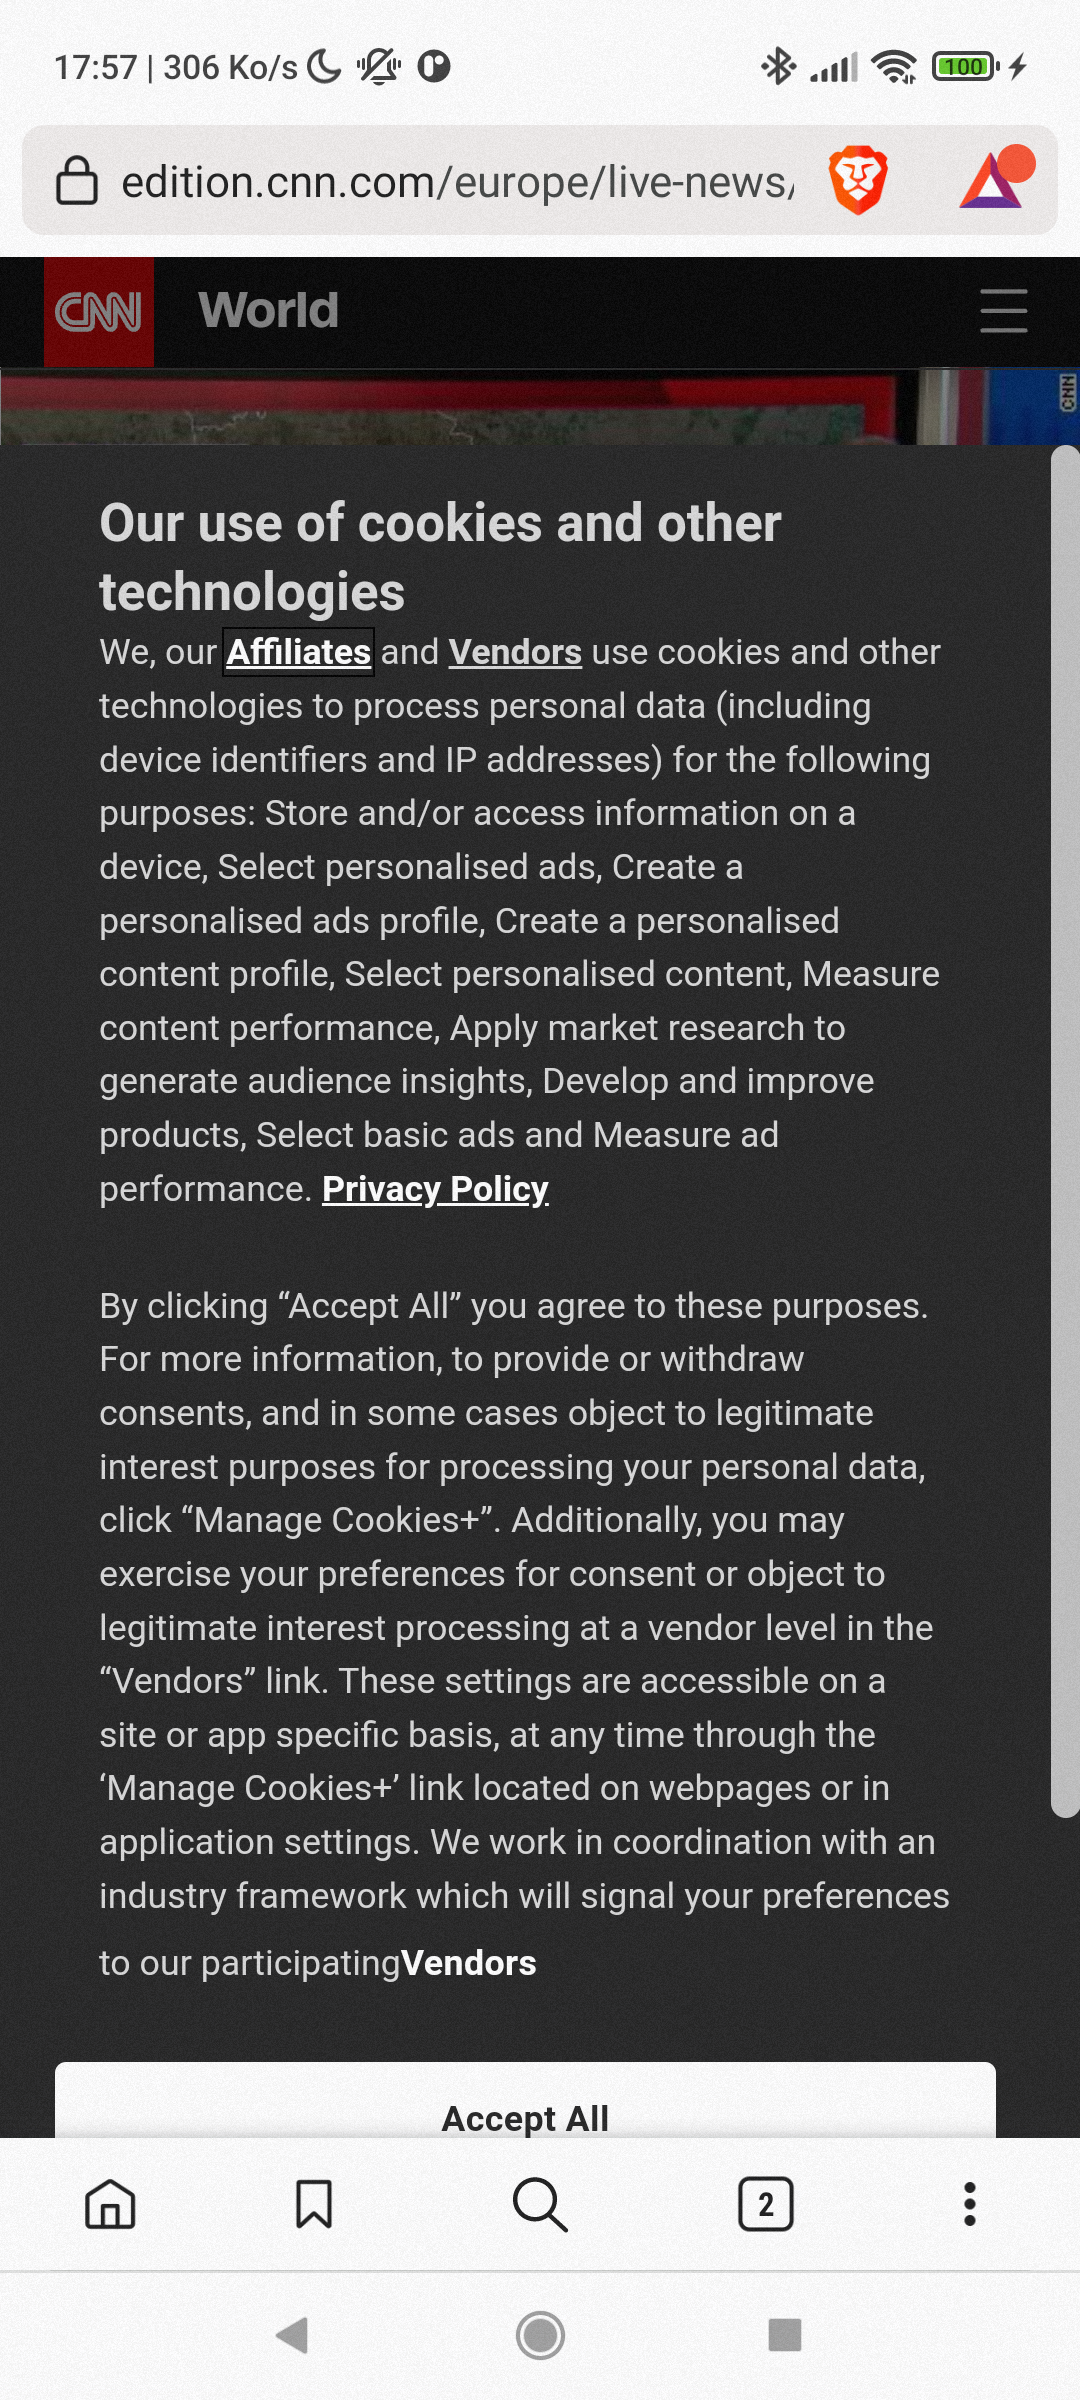 17:57 | 306 Ko/s
100
edition.cnn.com/europe/live-news/
CNN World
CNN
Our use of cookies and other
technologies
We, our Affiliates and Vendors use cookies and other
technologies to process personal data (including
device identifiers and IP addresses) for the following
purposes: Store and/or access information on a
device, Select personalised ads, Create a
personalised ads profile, Create a personalised
content profile, Select personalised content, Measure
content performance, Apply market research to
generate audience insights, Develop and improve
products, Select basic ads and Measure ad
performance. Privacy Policy
By clicking “Accept All” you agree to these purposes.
For more information, to provide or withdraw
consents, and in some cases object to legitimate
interest purposes for processing your personal data,
click “Manage Cookies+”. Additionally, you may
exercise your preferences for consent or object to
legitimate interest processing at a vendor level in the
“Vendors” link. These settings are accessible on a
site or app specific basis, at any time through the
‘Manage Cookies+’ link located on webpages or in
application settings. We work in coordination with an
industry framework which will signal your preferences
to our participatingVendors
Accept All
2